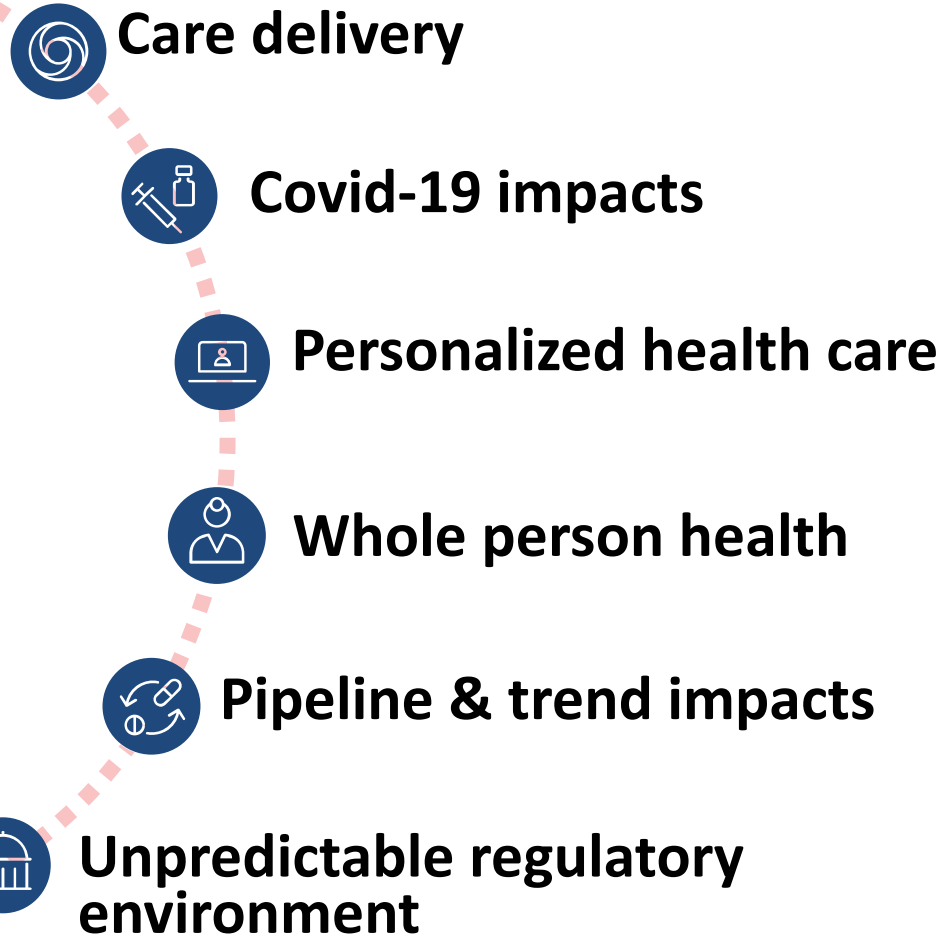 Care delivery
Covid-19 impacts
Personalized health care
Whole person health
Pipeline & trend impacts
Unpredictable regulatory
environment